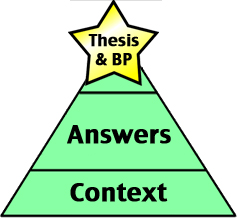 Thesis
& BP
Answers
Context